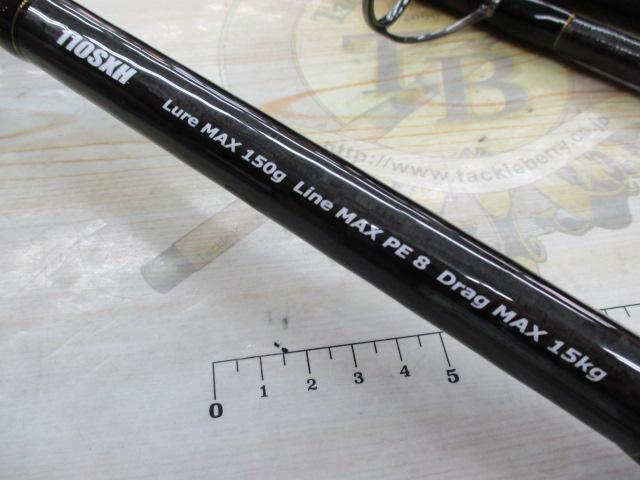 Lure MAX 150g Line MAX PE 8 Drag MAX 15kg
TB
http://www.tackleberry.co.jp
0 1 2 3 4 5